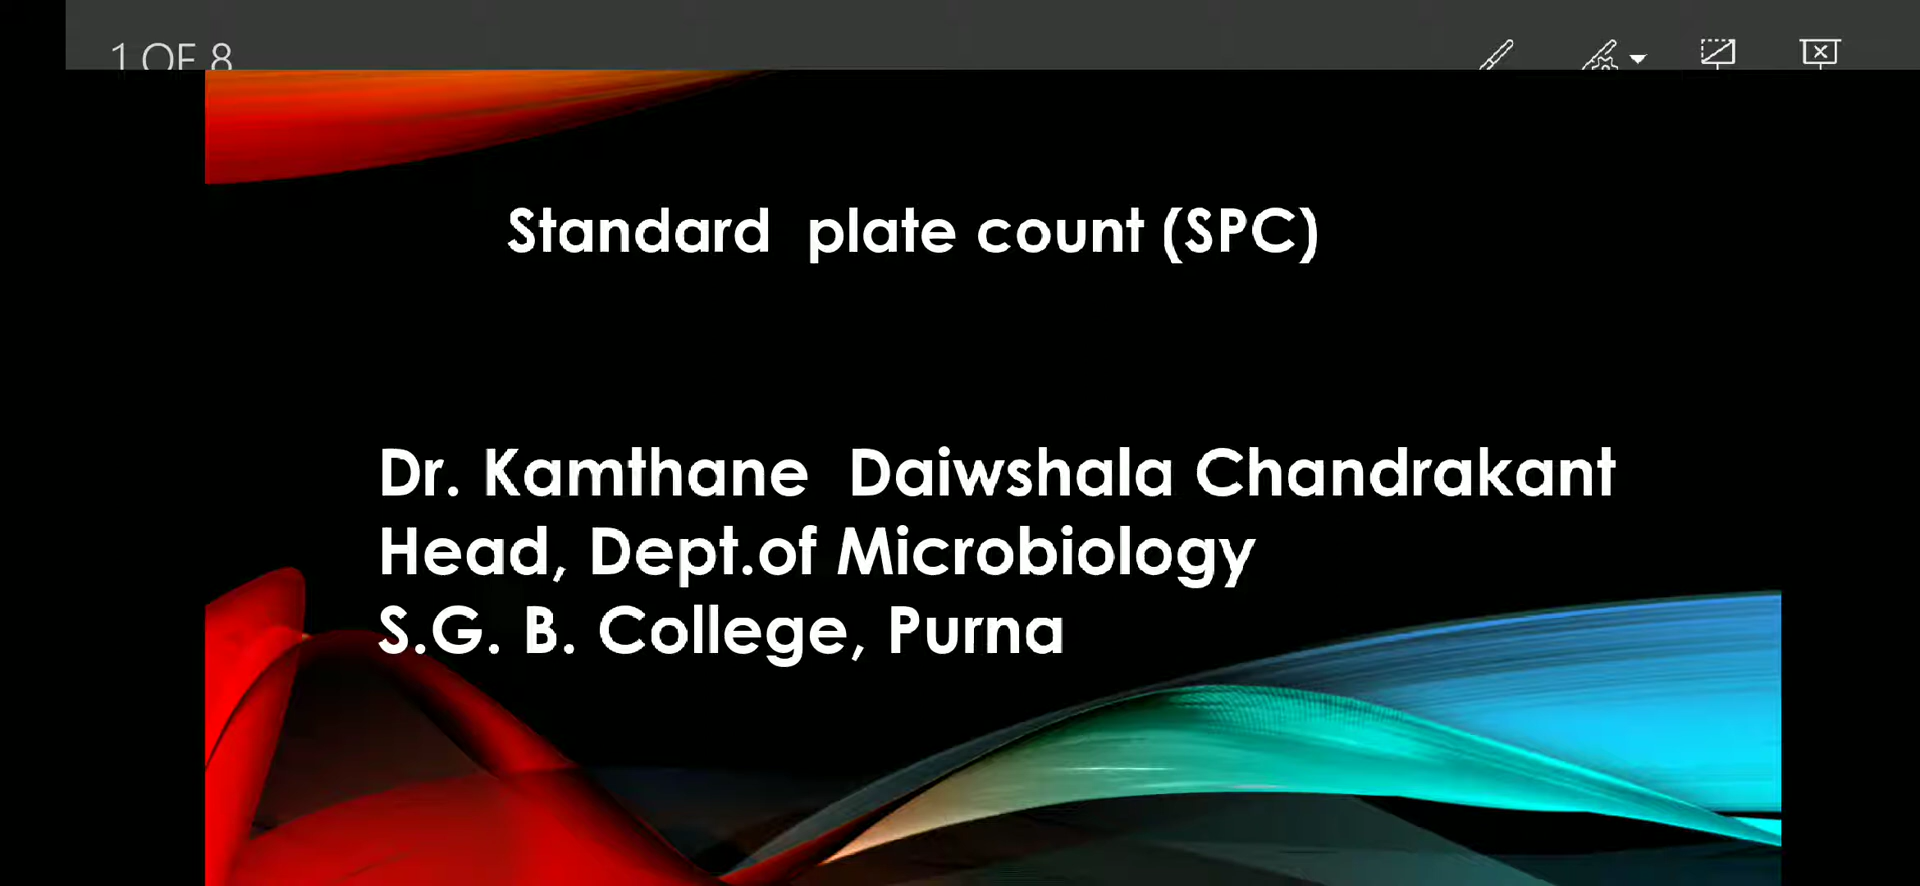 1 OF 8
Standard plate count (SPC)
Dr. Kamthane Daiwshala Chandrakant
Head, Dept.of Microbiology
S.G. B. College, Purna